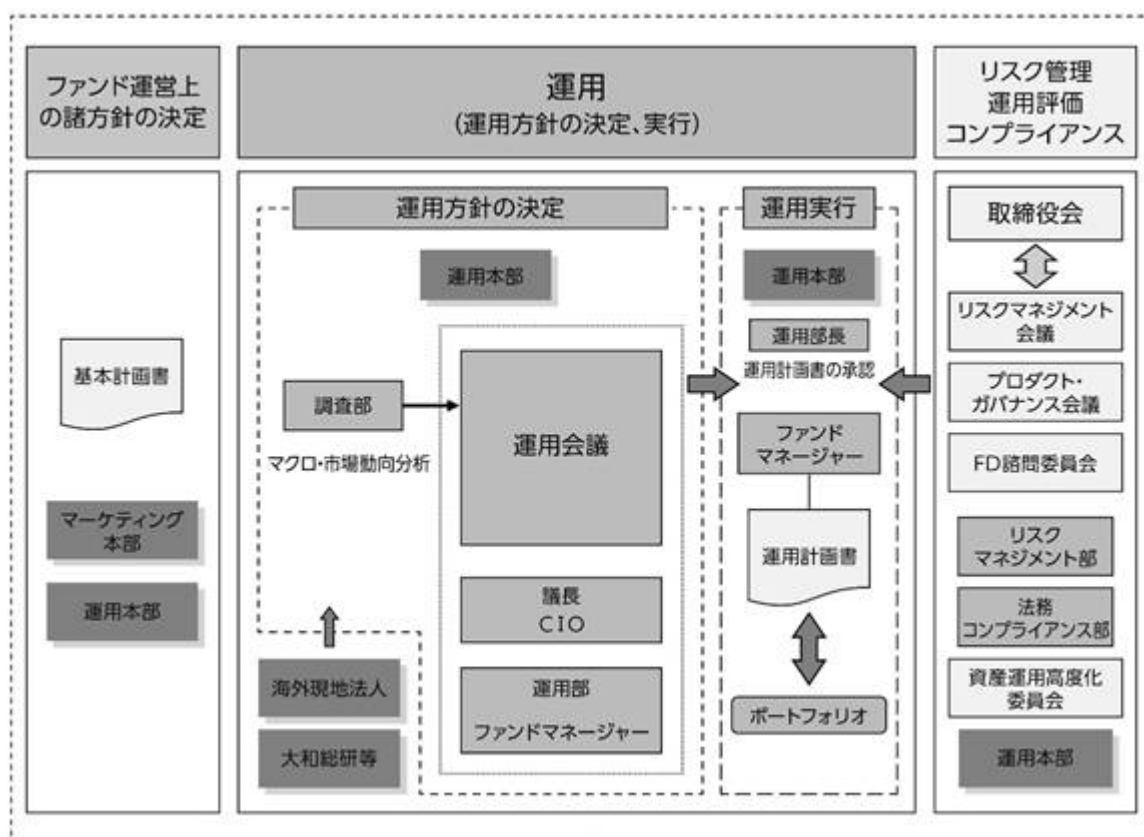 ファンド運営上
の諸方針の決定
運用
(運用方針の決定、実行)
リスク管理
運用評価
コンプライアンス
基本計画書
マーケティング
本部
運用本部
運用方針の決定
運用本部
調査部
マクロ・市場動向分析
運用会議
議長
CIO
運用部
ファンドマネージャー
海外現地法人
大和総研等
運用実行
運用本部
運用部長
運用計画書の承認
ファンド
マネージャー
運用計画書
ポートフォリオ
取締役会
リスクマネジメント
会議
プロダクト・
ガバナンス会議
FD諮問委員会
リスク
マネジメント部
法務
コンプライアンス部
資産運用高度化
委員会
運用本部